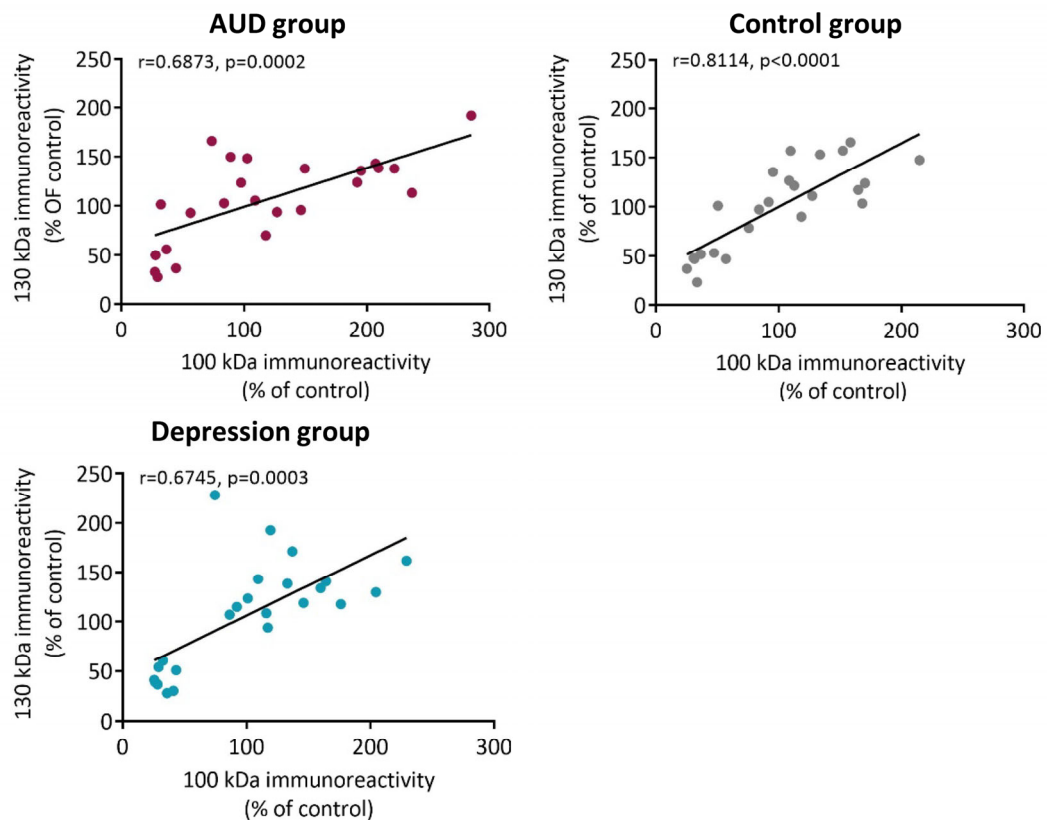 AUD group
r=0.6873, p=0.0002
130 kDa immunoreactivity
(% OF control)
250
200
150
100
50
0
0 100 200 300
100 kDa immunoreactivity
(% of control)
Control group
r=0.8114, p<0.0001
130 kDa immunoreactivity
(% of control)
250
200
150
100
50
0
0 100 200 300
100 kDa immunoreactivity
(% of control)
Depression group
r=0.6745, p=0.0003
130 kDa immunoreactivity
(% of control)
250
200
150
100
50
0
0 100 200 300
100 kDa immunoreactivity
(% of control)